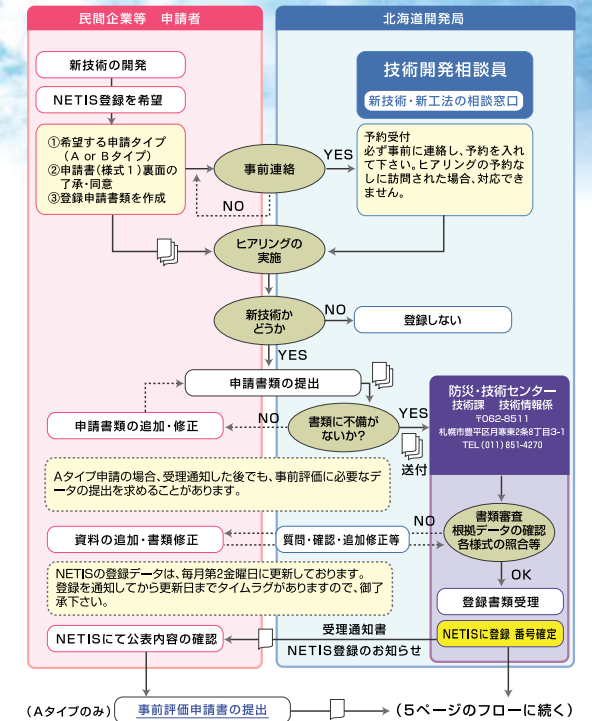 民間企業等 申請者
北海道開発局
新技術の開発
NETIS登録を希望
①希望する申請タイプ
（A or Bタイプ）
②申請書（様式１）裏面の
了承・同意
③登録申請書類を作成
事前連絡
YES
NO
技術開発相談員
新技術・新工法の相談窓口
予約受付
必ず事前に連絡し、予約を入れ
て下さい。ヒアリングの予約な
しに訪問された場合、対応でき
ません。
ヒアリングの
実施
新技術か
どうか
NO
登録しない
YES
申請書類の提出
申請書類の追加・修正
NO
書類に不備が
ないか？
YES
送付
防災・技術センター
技術課 技術情報係
〒062-8511
札幌市豊平区月寒東2条8丁目3-1
TEL（011）851-4270
Aタイプ申請の場合、受理通知した後でも、事前評価に必要なデ
ータの提出を求めることがあります。
資料の追加・書類修正
質問・確認・追加修正等
NO
書類審査
根拠データの確認
各様式の照合等
OK
NETISの登録データは、毎月第2金曜日に更新しております。
登録を通知してから更新日までタイムラグがありますので、御了
承下さい。
登録書類受理
NETISにて公表内容の確認
受理通知書
NETIS登録のお知らせ
NETISに登録 番号確定
（Aタイプのみ）
事前評価申請書の提出
（5ページのフローに続く）